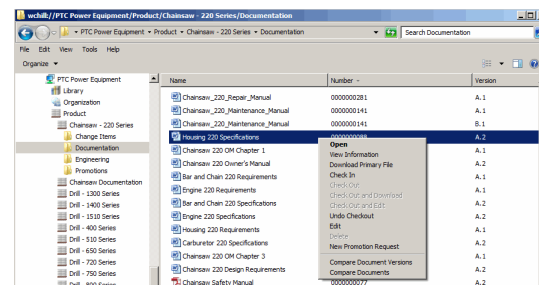 wchill://PTC Power Equipment/Product/Chainsaw - 220 Series/Documentation
PTC Power Equipment Product Chainsaw - 220 Series Documentation Search Documentation
File Edit View Tools Help
Organize
PTC Power Equipment
Library
Organization
Product
Chainsaw - 220 Series
Change Items
Documentation
Engineering
Promotions
Chainsaw Documentation
Drill - 1300 Series
Drill - 1400 Series
Drill - 1510 Series
Drill - 400 Series
Drill - 510 Series
Drill - 650 Series
Drill - 720 Series
Drill - 750 Series
Drill - 800 Series
Name Number Version
Chainsaw_220_Repair_Manual 0000000281 A.1
Chainsaw_220_Maintenance_Manual 0000000141 A.1
Chainsaw_220_Maintenance_Manual 0000000141 B.1
Housing 220 Specifications 0000000088 A.2
Chainsaw 220 OM Chapter 1 A.1
Chainsaw 220 Owner's Manual A.2
Bar and Chain 220 Requirements A.1
Engine 220 Requirements A.1
Bar and Chain 220 Specifications A.2
Engine 220 Specifications A.2
Housing 220 Requirements A.1
Carburetor 220 Specifications A.2
Chainsaw 220 OM Chapter 3 A.1
Chainsaw 220 Design Requirements A.2
Chainsaw Safety Manual 0000000077 A.2
Open
View Information
Download Primary File
Check In
Check Out
Check Out and Download
Check Out and Edit
Undo Checkout
Edit
Delete
New Promotion Request
Compare Document Versions
Compare Documents